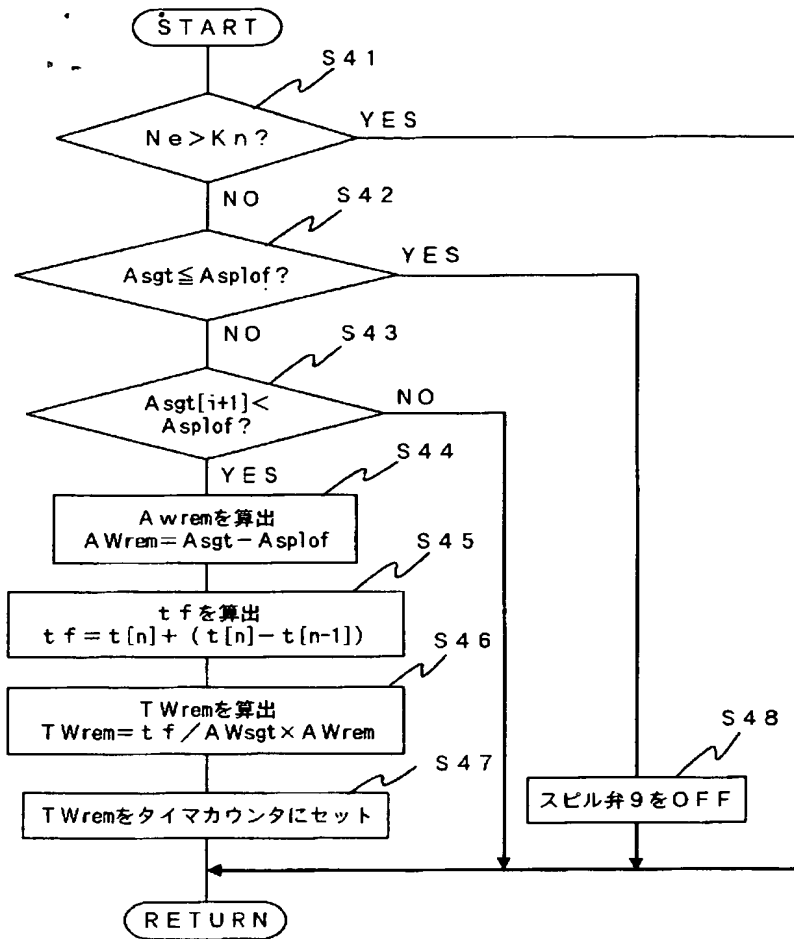 START
S41
Ne>Kn?
YES
NO
S42
Asgt≦Asplof?
YES
NO
S43
Asgt[i+1]<
Asplof?
NO
YES
S44
Awremを算出
AWrem=Asgt−Asplof
S45
tfを算出
tf=t[n]+(t[n]−t[n-1])
S46
TWremを算出
TWrem=tf/AWsgt×AWrem
S47
TWremをタイマカウンタにセット
S48
スピル弁9をOFF
RETURN